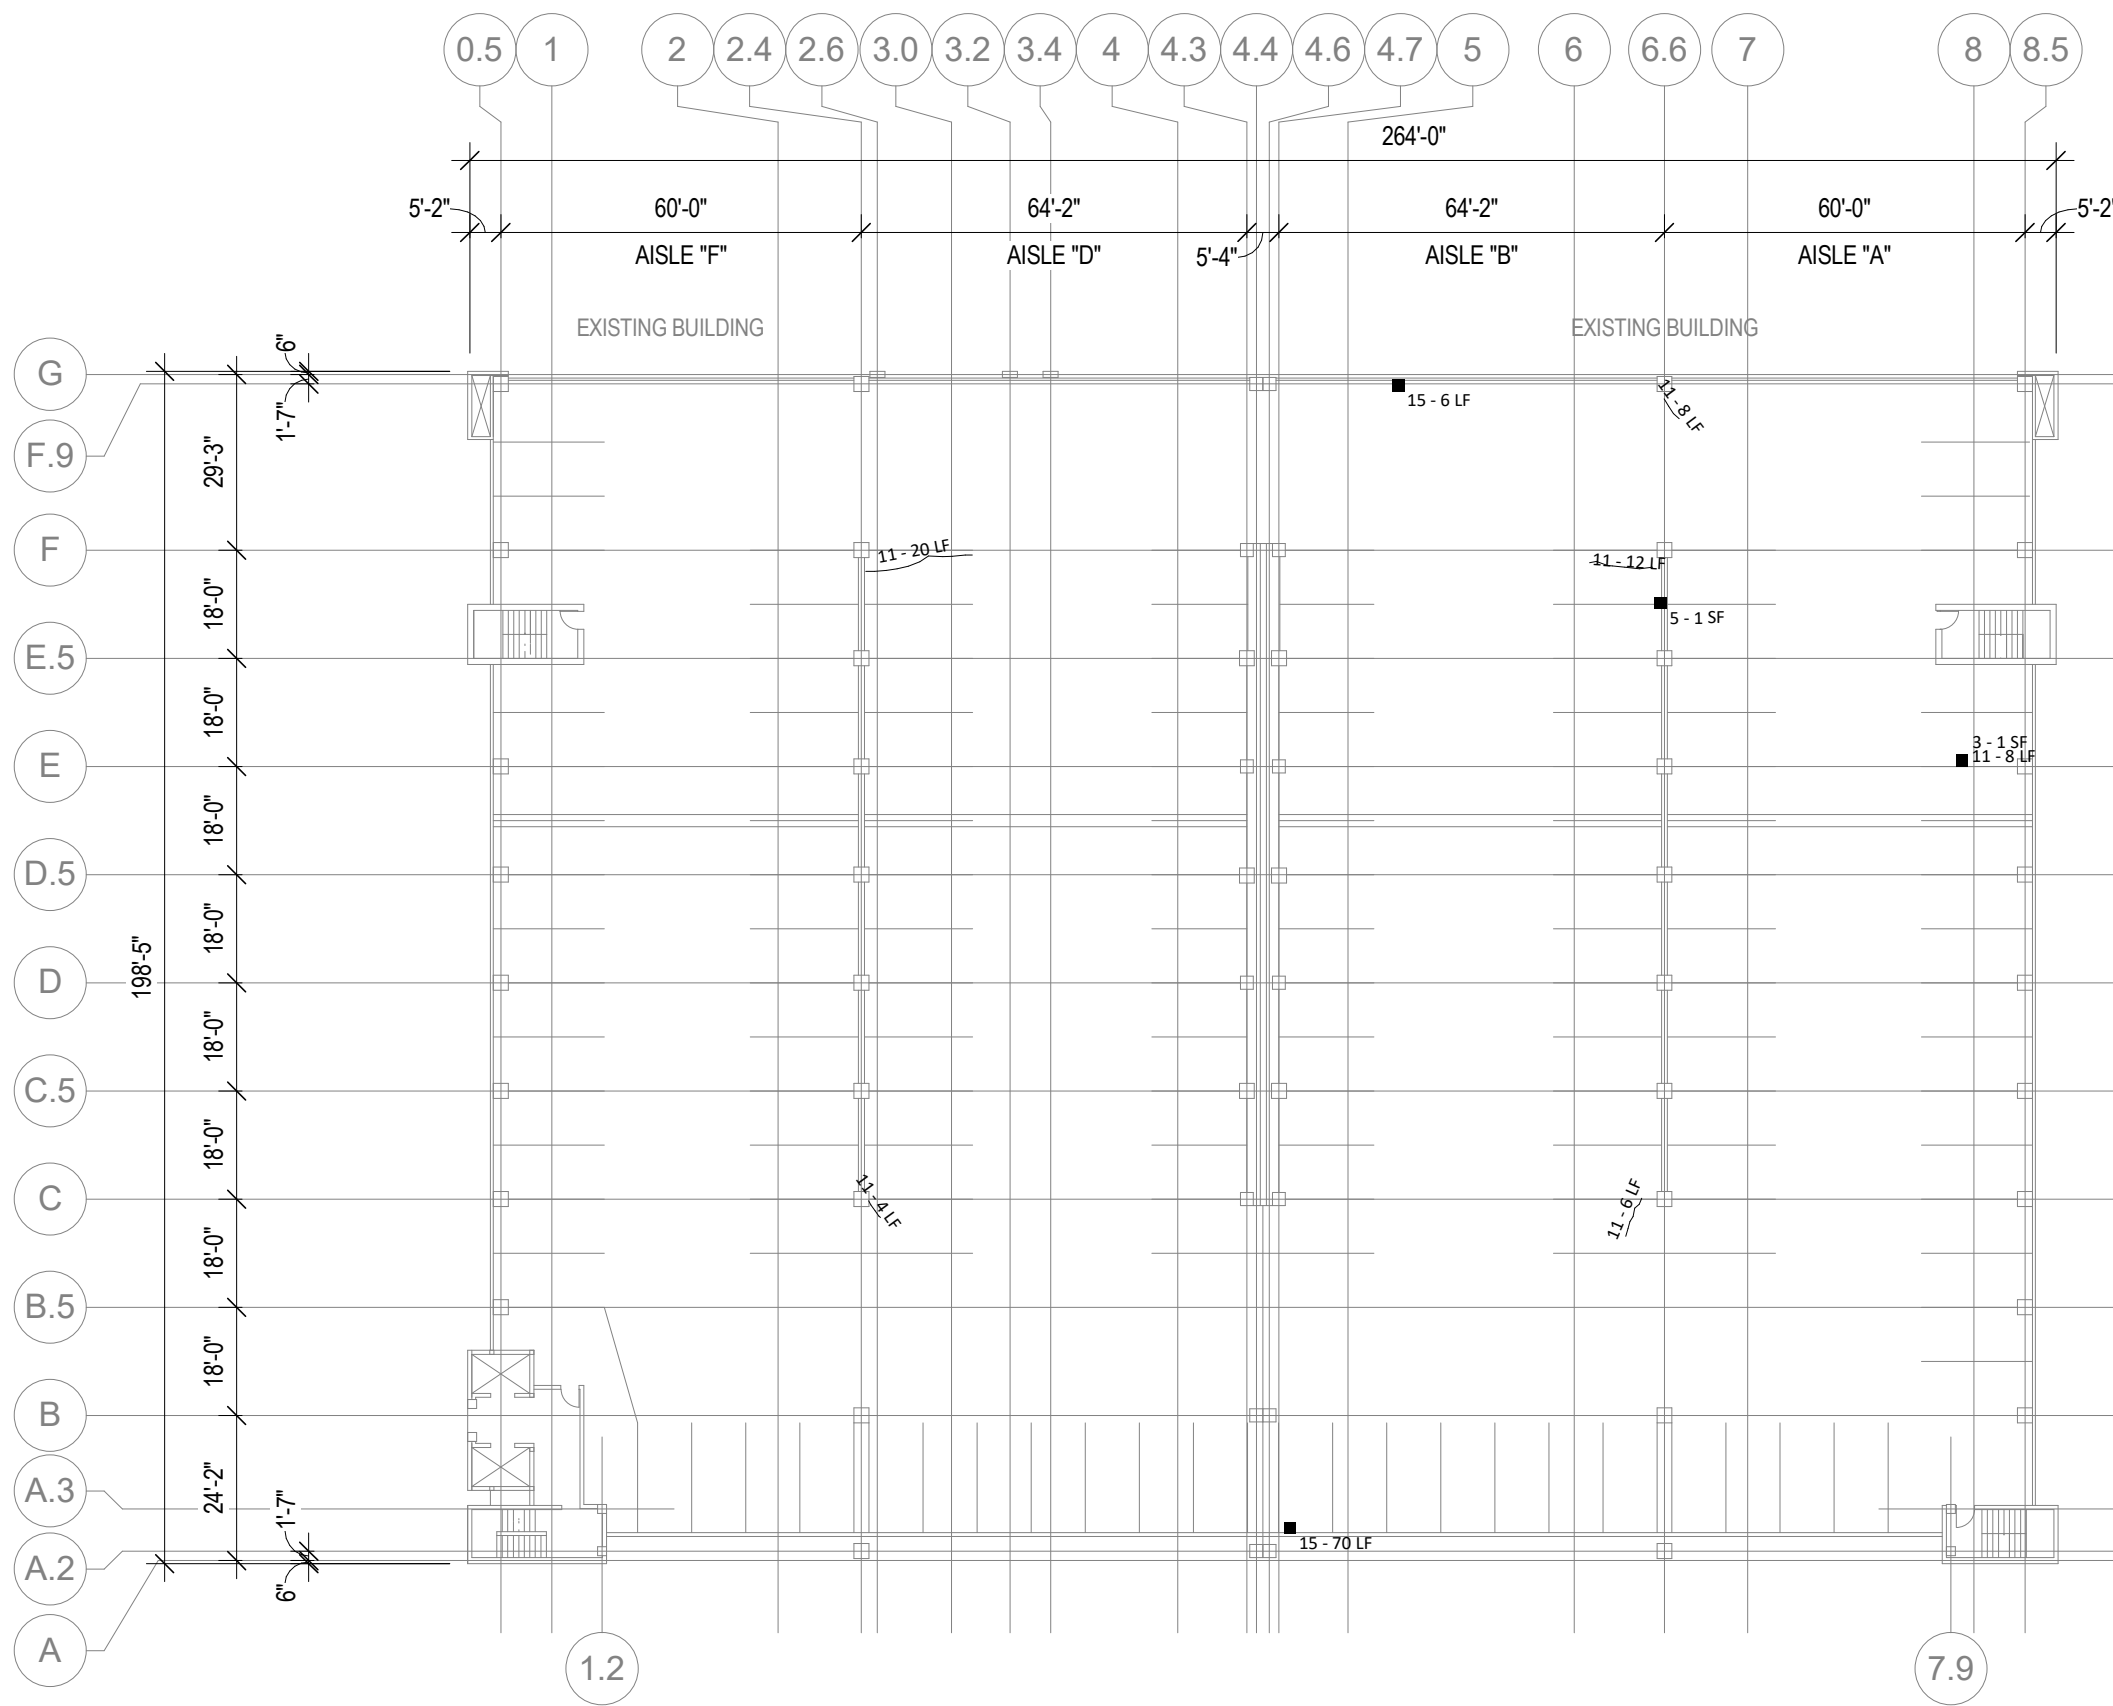 0.5 1 2 2.4 2.6 3.0 3.2 3.4 4 4.3 4.4 4.6 4.7 5 6 6.6 7 8 8.5
264'-0"
5'-2" 60'-0" 64'-2" 64'-2" 60'-0" 5'-2"
AISLE "F" AISLE "D" 5'-4" AISLE "B" AISLE "A"
EXISTING BUILDING EXISTING BUILDING
6"
G
15 - 6 LF
11 - 8 LF
1'-7"
F.9
29'-3"
F
11 - 20 LF
11 - 12 LF
18'-0"
5 - 1 SF
E.5
18'-0"
3 - 1 SF
11 - 8 LF
E
18'-0"
D.5
18'-0"
198'-5"
D
18'-0"
C.5
18'-0"
C
11 - 4 LF
11 - 6 LF
18'-0"
B.5
18'-0"
B
A.3
24'-2"
1'-7"
15 - 70 LF
A.2
6"
A
1.2 7.9